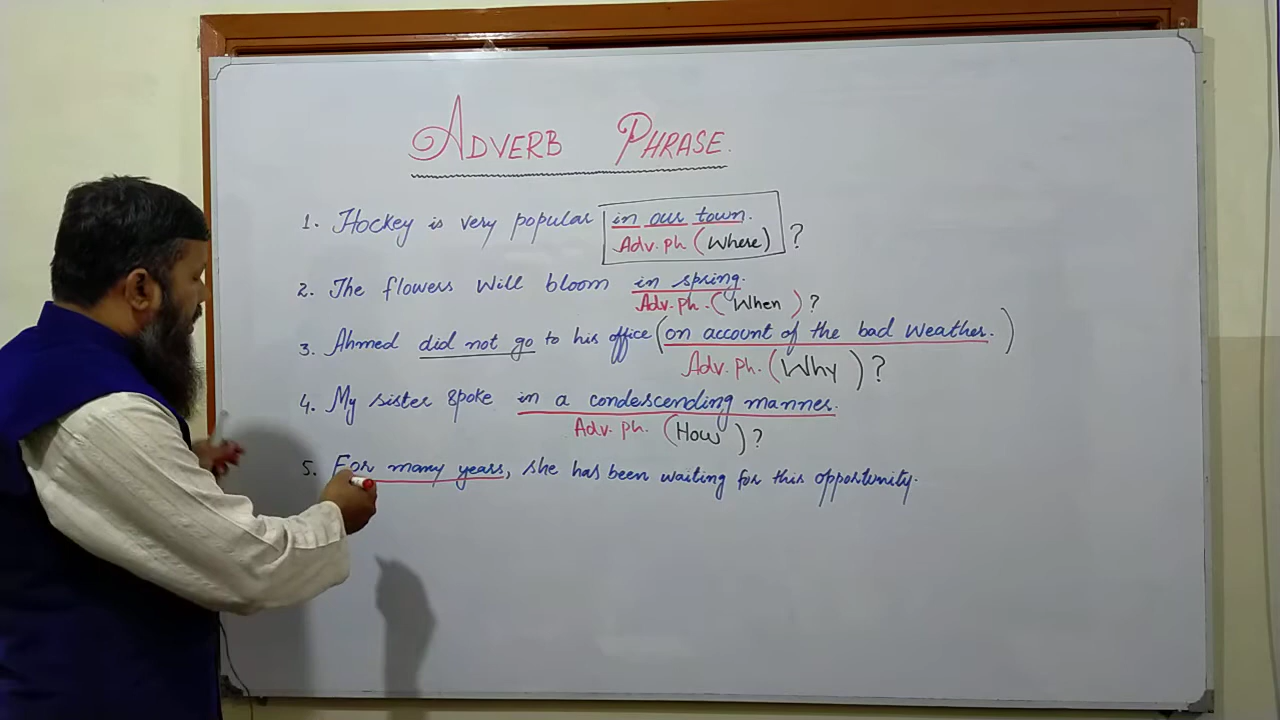 ADVERB PHRASE.
1. Hockey is very popular in our town.
Adv. ph (Where) ?
2. The flowers will bloom in spring.
Adv. ph. (When) ?
3. Ahmed did not go to his office (on account of the bad weather.)
Adv. ph. (Why) ?
4. My sister spoke in a condescending manner.
Adv. ph. (How) ?
5. For many years, she has been waiting for this opportunity.